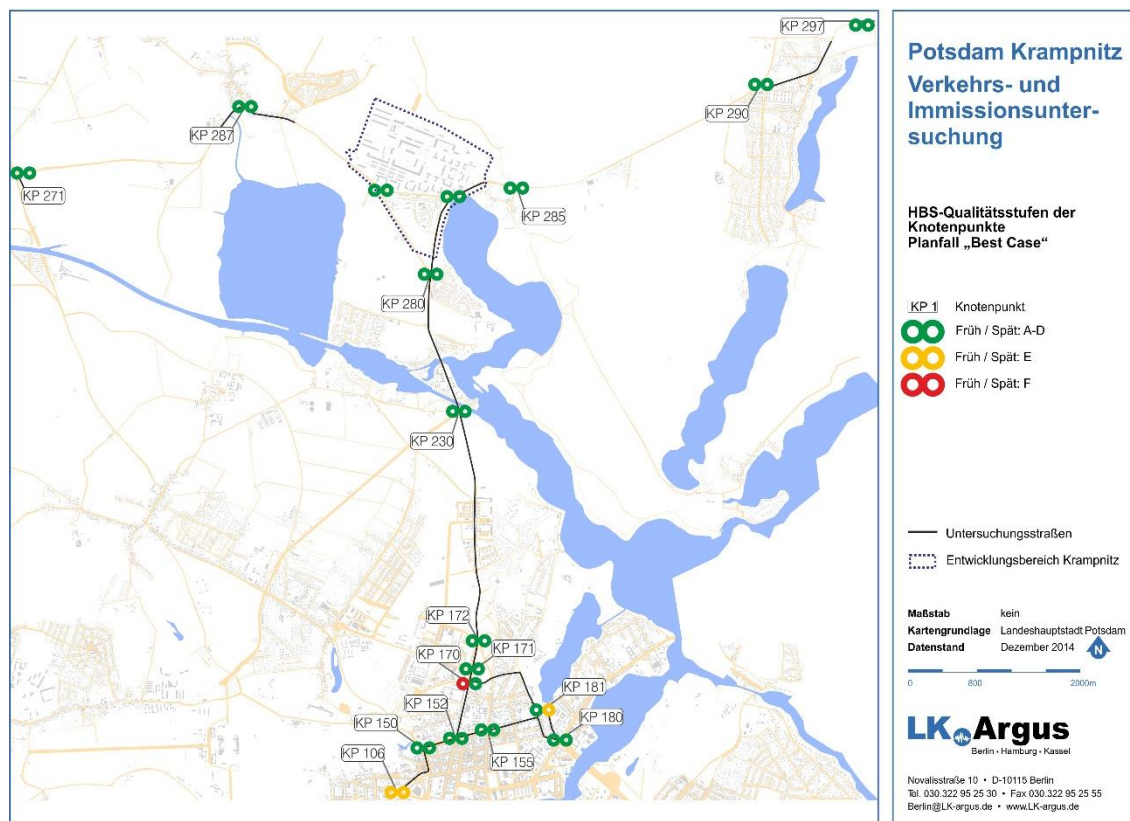 KP 297
KP 290
KP 287
KP 271
KP 285
KP 280
KP 230
KP 172
KP 170
KP 171
KP 152
KP 181
KP 150
KP 180
KP 155
KP 106
Potsdam Krampnitz
Verkehrs- und
Immissionsunter-
suchung
HBS-Qualitätsstufen der
Knotenpunkte
Planfall „Best Case“
KP 1 Knotenpunkt
Früh / Spät: A-D
Früh / Spät: E
Früh / Spät: F
Untersuchungsstraßen
Entwicklungsbereich Krampnitz
Maßstab kein
Kartengrundlage Landeshauptstadt Potsdam
Datenstand Dezember 2014
N
0 800 2000m
LK Argus
Berlin • Hamburg • Kassel
Novalisstraße 10 • D-10115 Berlin
Tel. 030.322 95 25 30 • Fax 030.322 95 25 55
Berlin@LK-argus.de • www.LK-argus.de